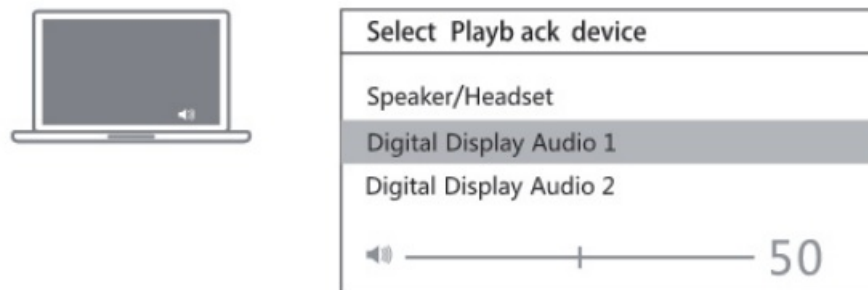 Select Playb ack device
Speaker/Headset
Digital Display Audio 1
Digital Display Audio 2
50